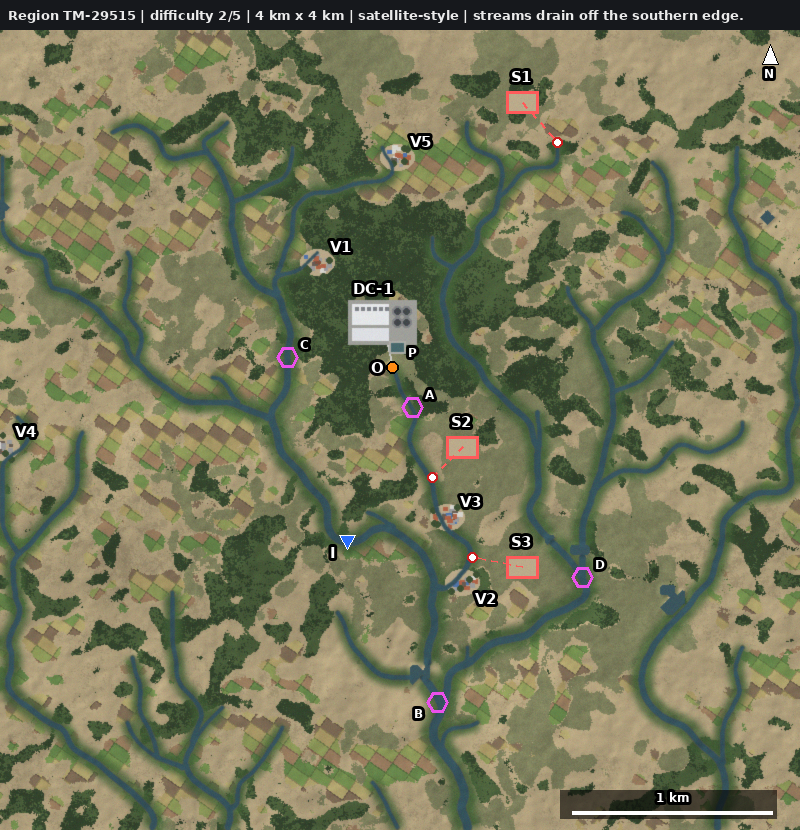 Region TM-29515 | difficulty 2/5 | 4 km x 4 km | satellite-style | streams drain off the southern edge.
N
S1
V5
V1
DC-1
C
P
O
A
S2
V4
V3
I
S3
D
V2
B
1 km